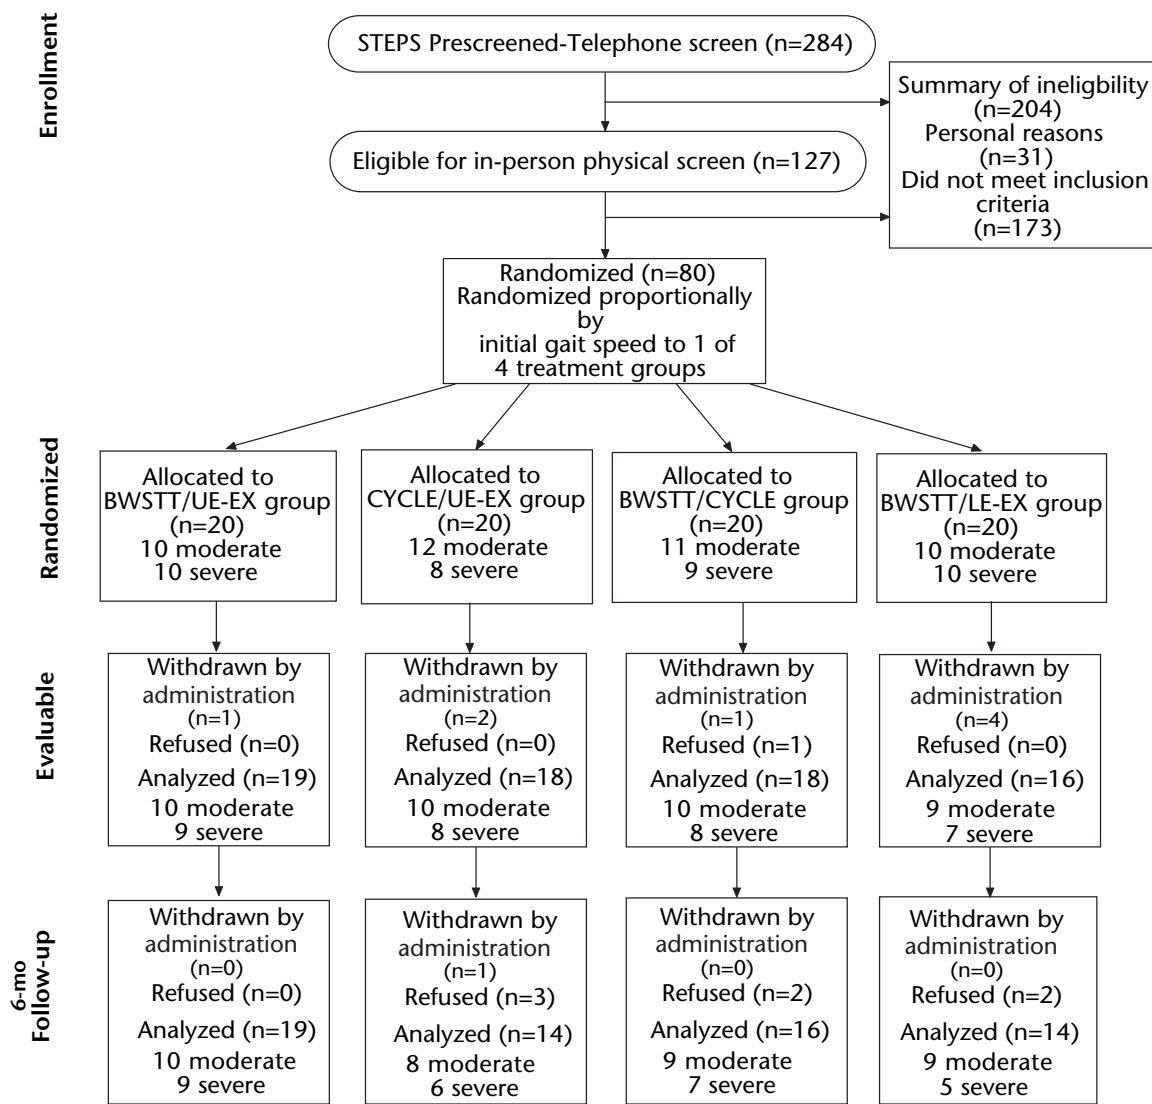 Enrollment
STEPS Prescreened-Telephone screen (n=284)
Summary of ineligbility
(n=204)
Personal reasons
(n=31)
Did not meet inclusion
criteria
(n=173)
Eligible for in-person physical screen (n=127)
Randomized (n=80)
Randomized proportionally
by
initial gait speed to 1 of
4 treatment groups
Randomized
Allocated to
BWSTT/UE-EX group
(n=20)
10 moderate
10 severe
Allocated to
CYCLE/UE-EX group
(n=20)
12 moderate
8 severe
Allocated to
BWSTT/CYCLE group
(n=20)
11 moderate
9 severe
Allocated to
BWSTT/LE-EX group
(n=20)
10 moderate
10 severe
Evaluable
Withdrawn by
administration
(n=1)
Refused (n=0)
Analyzed (n=19)
10 moderate
9 severe
Withdrawn by
administration
(n=2)
Refused (n=0)
Analyzed (n=18)
10 moderate
8 severe
Withdrawn by
administration
(n=1)
Refused (n=1)
Analyzed (n=18)
10 moderate
8 severe
Withdrawn by
administration
(n=4)
Refused (n=0)
Analyzed (n=16)
9 moderate
7 severe
6-mo
Follow-up
Withdrawn by
administration
(n=0)
Refused (n=0)
Analyzed (n=19)
10 moderate
9 severe
Withdrawn by
administration
(n=1)
Refused (n=3)
Analyzed (n=14)
8 moderate
6 severe
Withdrawn by
administration
(n=0)
Refused (n=2)
Analyzed (n=16)
9 moderate
7 severe
Withdrawn by
administration
(n=0)
Refused (n=2)
Analyzed (n=14)
9 moderate
5 severe